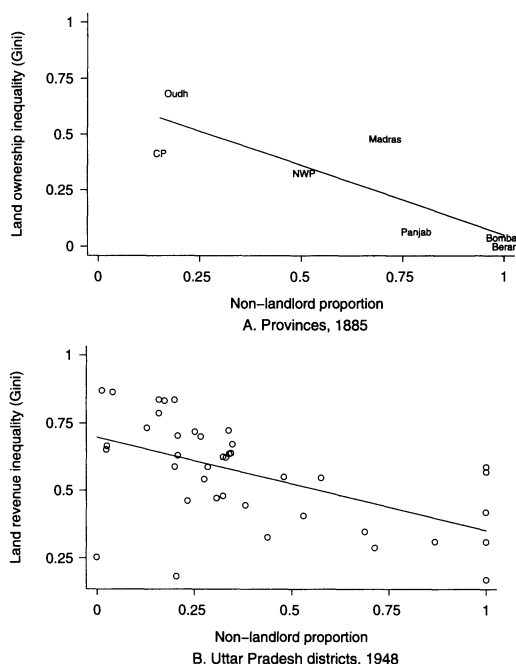 Land ownership inequality (Gini)
1
0.75
0.5
0.25
0
Oudh
CP
NWP
Madras
Panjab
Bomba
Berar
0 0.25 0.5 0.75 1
Non−landlord proportion
A. Provinces, 1885
Land revenue inequality (Gini)
1
0.75
0.5
0.25
0 0.25 0.5 0.75 1
Non−landlord proportion
B. Uttar Pradesh districts, 1948